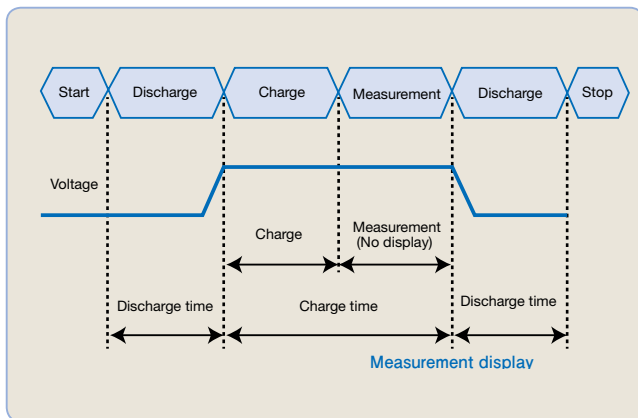 Start Discharge Charge Measurement Discharge Stop
Voltage
Charge
Measurement
(No display)
Discharge time
Charge time
Discharge time
Measurement display